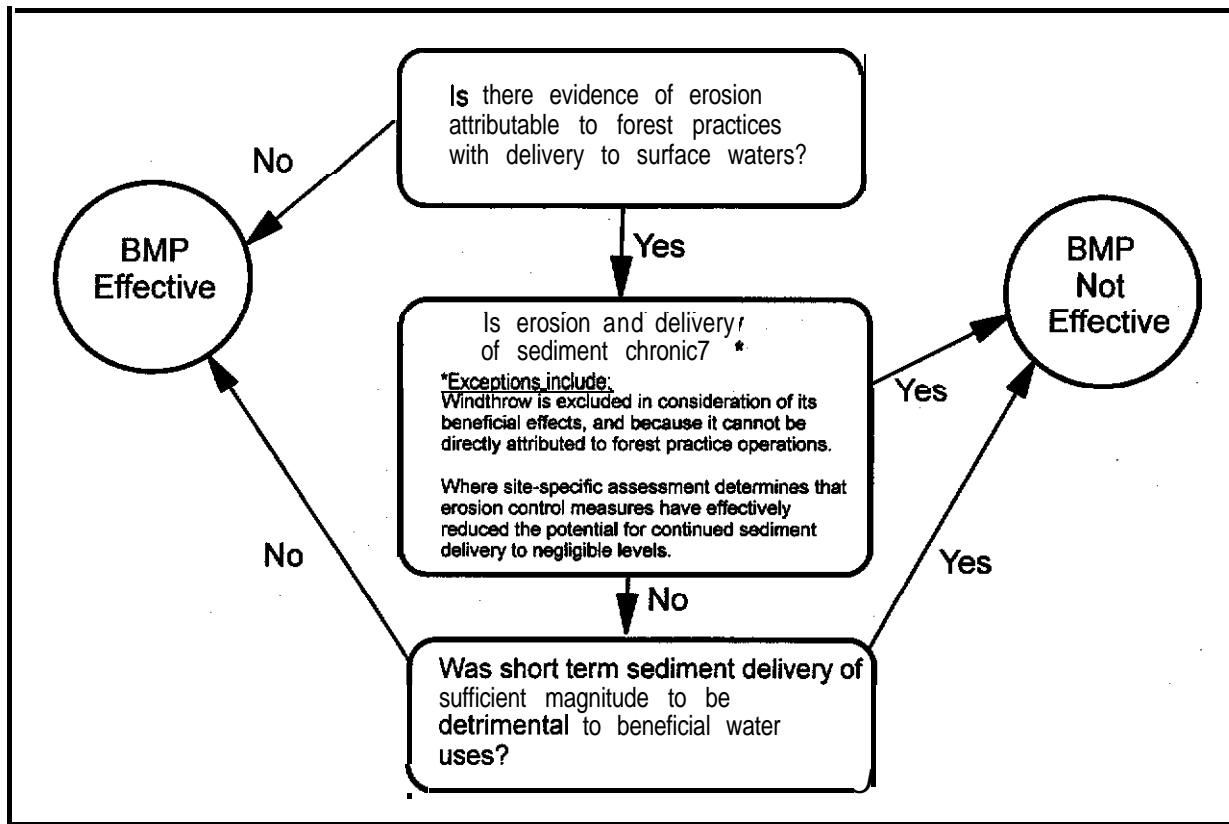 Is there evidence of erosion
attributable to forest practices
with delivery to surface waters?
No
BMP
Effective
Yes
BMP
Not
Effective
Is erosion and delivery
of sediment chronic7 *
*Exceptions include:
Windthrow is excluded in consideration of its
beneficial effects, and because it cannot be
directly attributed to forest practice operations.
Where site-specific assessment determines that
erosion control measures have effectively
reduced the potential for continued sediment
delivery to negligible levels.
Yes
No
No
Yes
Was short term sediment delivery of
sufficient magnitude to be
detrimental to beneficial water
uses?